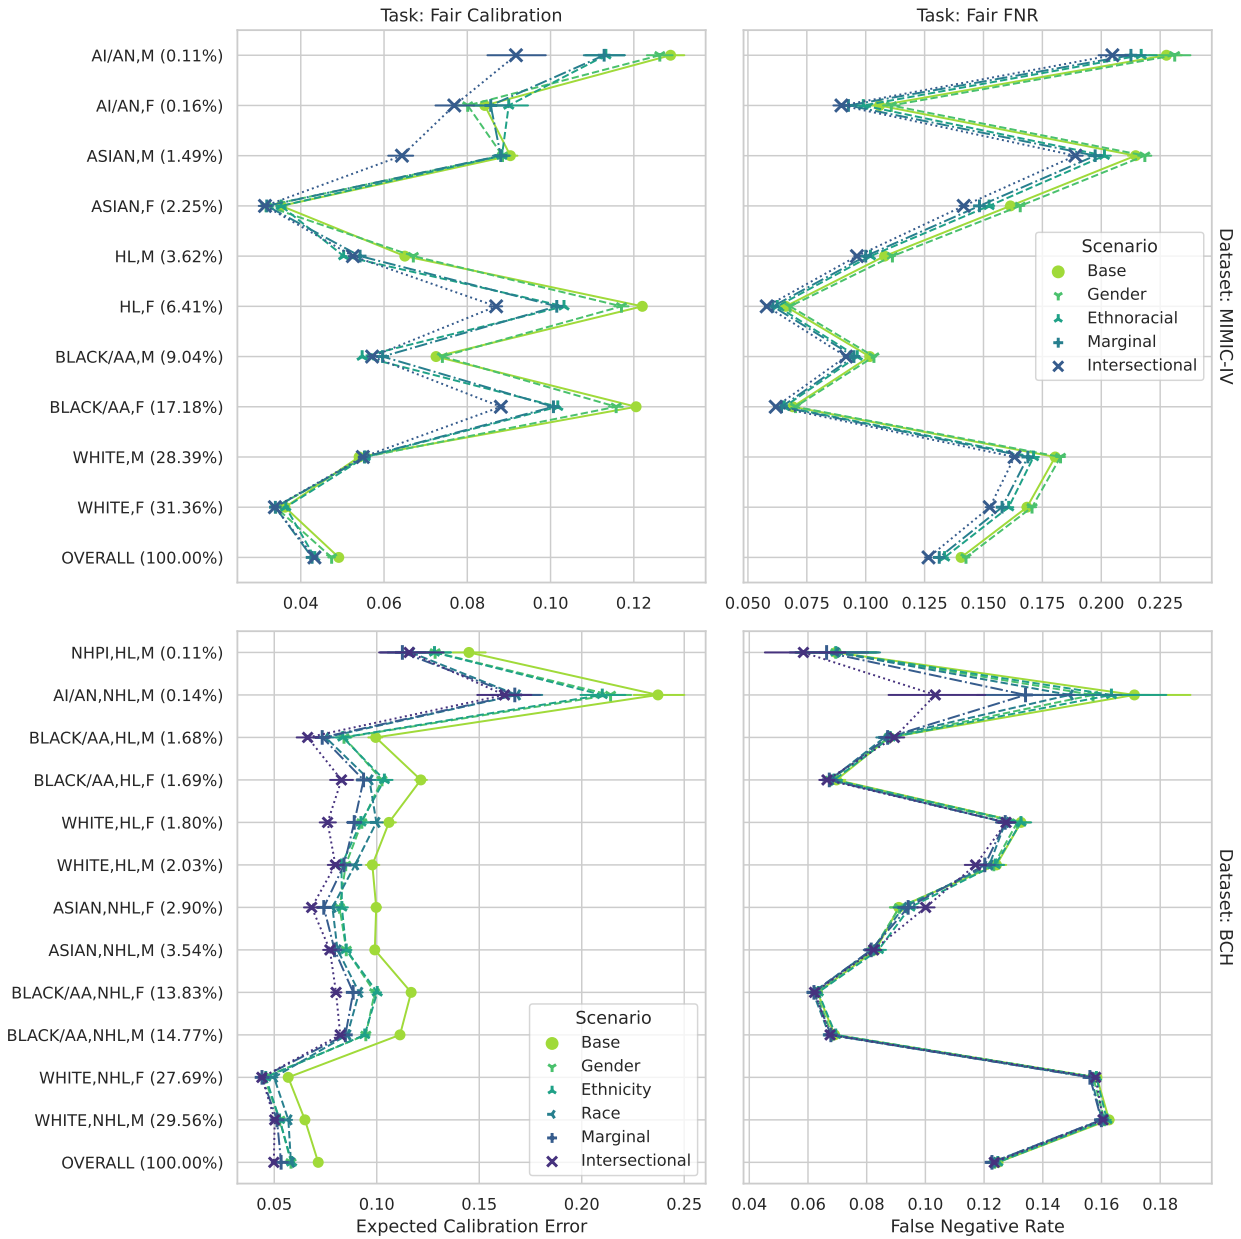 Task: Fair Calibration
Task: Fair FNR
AI/AN,M (0.11%)
AI/AN,F (0.16%)
ASIAN,M (1.49%)
ASIAN,F (2.25%)
HL,M (3.62%)
HL,F (6.41%)
BLACK/AA,M (9.04%)
BLACK/AA,F (17.18%)
WHITE,M (28.39%)
WHITE,F (31.36%)
OVERALL (100.00%)
0.04 0.06 0.08 0.10 0.12
Scenario
Base
Gender
Ethnoracial
Marginal
Intersectional
0.050 0.075 0.100 0.125 0.150 0.175 0.200 0.225
Dataset: MIMIC-IV
NHPI,HL,M (0.11%)
AI/AN,NHL,M (0.14%)
BLACK/AA,HL,M (1.68%)
BLACK/AA,HL,F (1.69%)
WHITE,HL,F (1.80%)
WHITE,HL,M (2.03%)
ASIAN,NHL,F (2.90%)
ASIAN,NHL,M (3.54%)
BLACK/AA,NHL,F (13.83%)
BLACK/AA,NHL,M (14.77%)
WHITE,NHL,F (27.69%)
WHITE,NHL,M (29.56%)
OVERALL (100.00%)
Scenario
Base
Gender
Ethnicity
Race
Marginal
Intersectional
0.05 0.10 0.15 0.20 0.25
Expected Calibration Error
0.04 0.06 0.08 0.10 0.12 0.14 0.16 0.18
False Negative Rate
Dataset: BCH